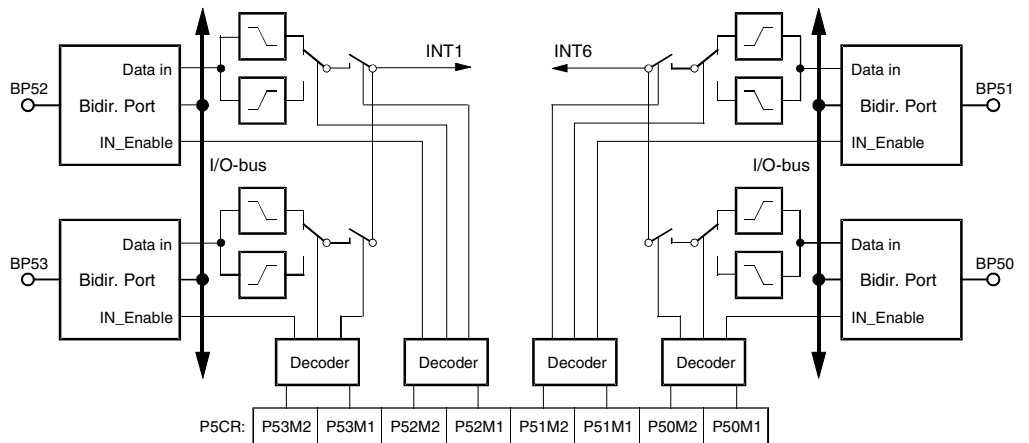 INT1 INT6
Data in Data in
BP52 Bidir. Port Bidir. Port BP51
IN_Enable IN_Enable
I/O-bus I/O-bus
Data in Data in
BP53 Bidir. Port Bidir. Port BP50
IN_Enable IN_Enable
Decoder Decoder Decoder Decoder
P5CR: P53M2 P53M1 P52M2 P52M1 P51M2 P51M1 P50M2 P50M1